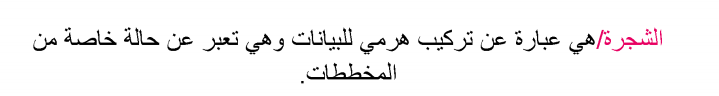 الشجرة/هي عبارة عن تركيب هرمي للبيانات وهي تعبر عن حالة خاصة من
المخططات.